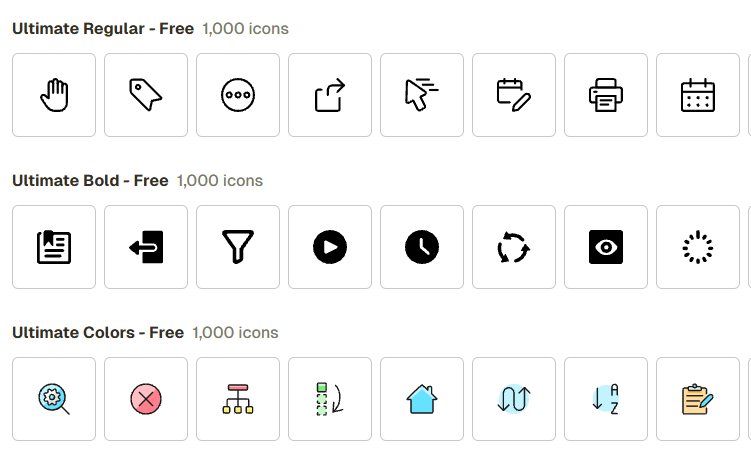 Ultimate Regular - Free 1,000 icons
Ultimate Bold - Free 1,000 icons
Ultimate Colors - Free 1,000 icons
A
Z